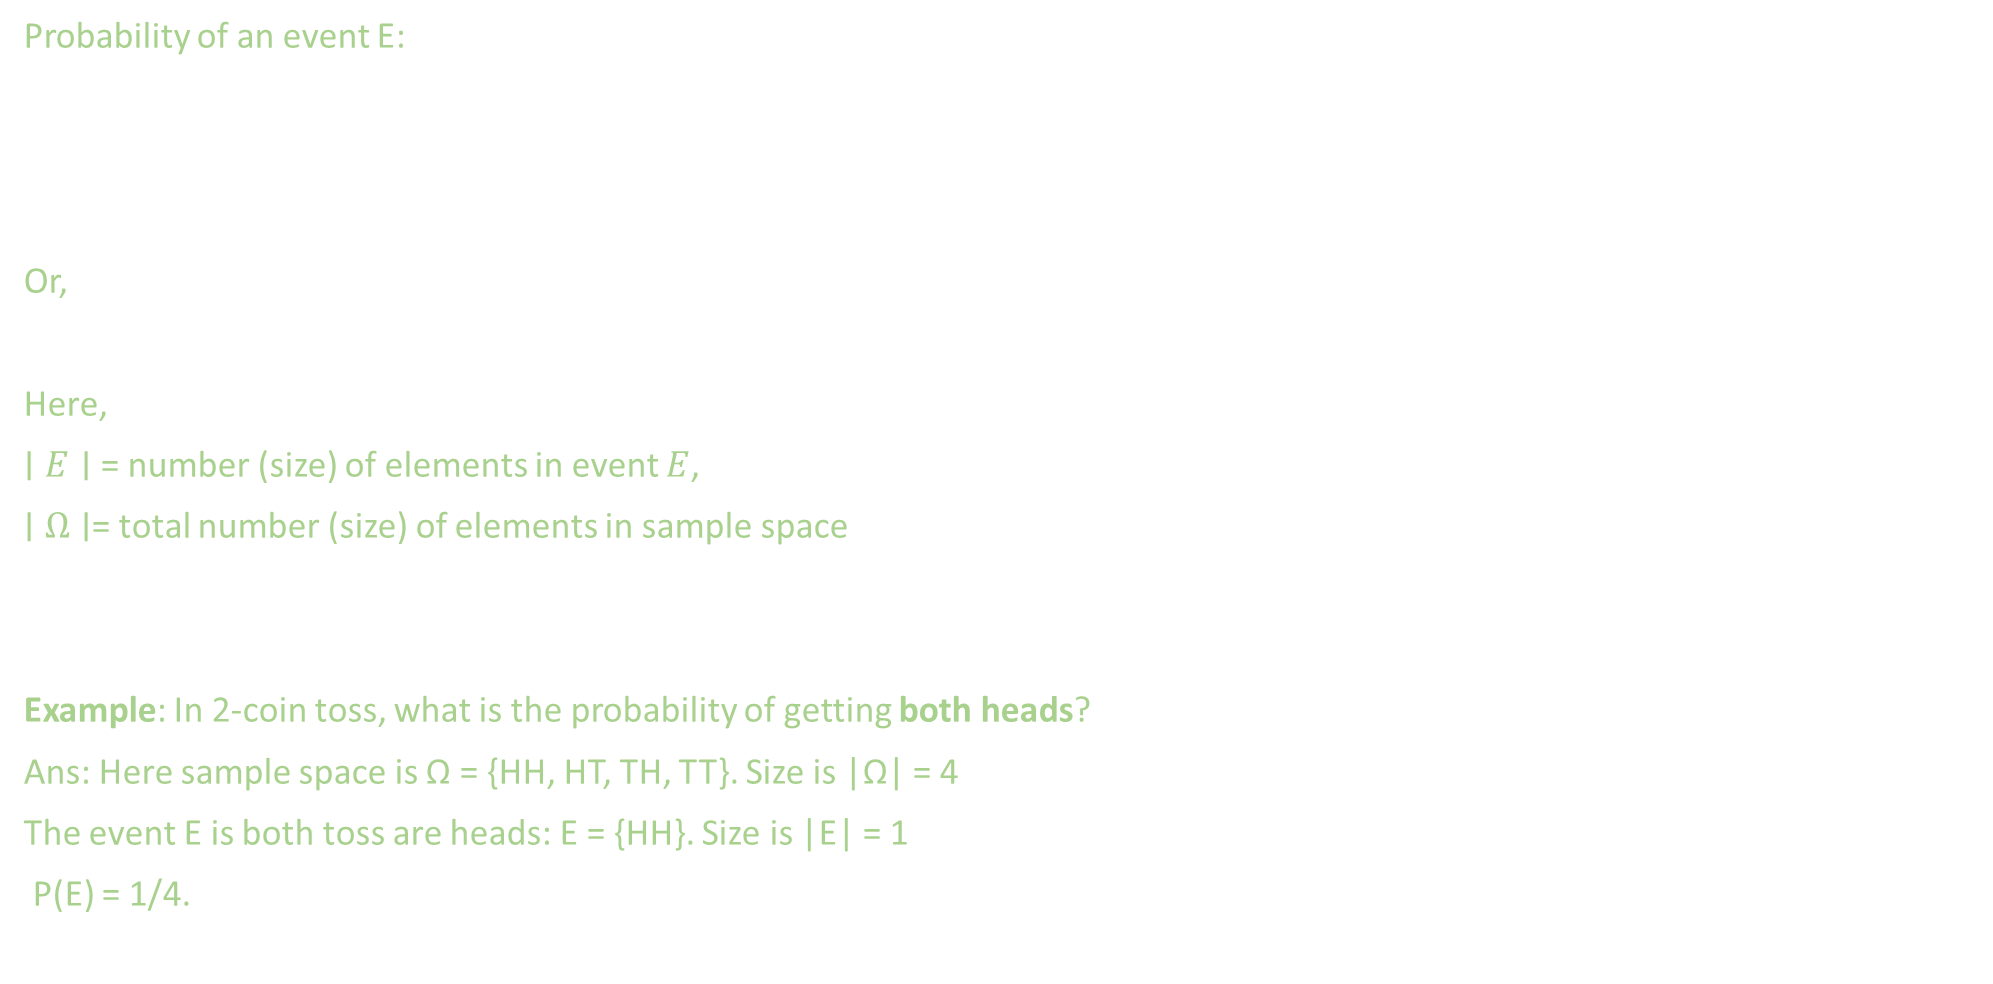 Probability of an event E:
Or,
Here,
| 𝐸 | = number (size) of elements in event 𝐸,
| Ω |= total number (size) of elements in sample space
Example: In 2-coin toss, what is the probability of getting both heads?
Ans: Here sample space is Ω = {HH, HT, TH, TT}. Size is |Ω| = 4
The event E is both toss are heads: E = {HH}. Size is |E| = 1
P(E) = 1/4.